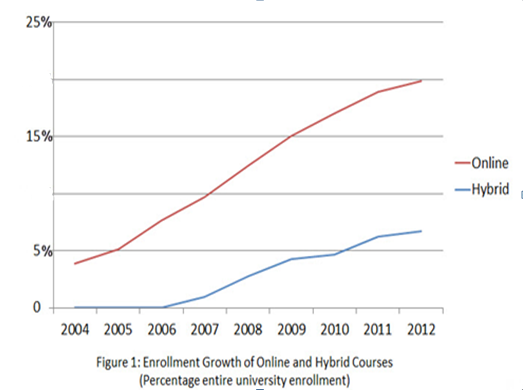 25%
15%
5%
0
Online
Hybrid
2004 2005 2006 2007 2008 2009 2010 2011 2012
Figure 1: Enrollment Growth of Online and Hybrid Courses
(Percentage entire university enrollment)